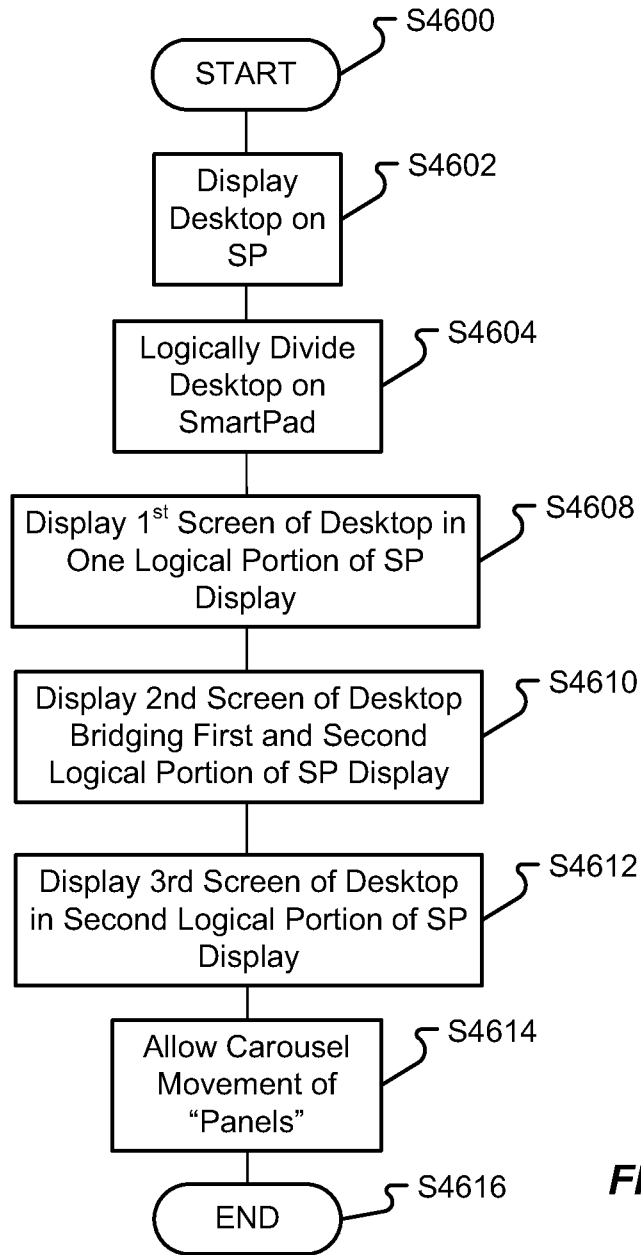 S4600
START
S4602
Display
Desktop on
SP
S4604
Logically Divide
Desktop on
SmartPad
S4608
Display 1st Screen of Desktop in
One Logical Portion of SP
Display
S4610
Display 2nd Screen of Desktop
Bridging First and Second
Logical Portion of SP Display
S4612
Display 3rd Screen of Desktop
in Second Logical Portion of SP
Display
S4614
Allow Carousel
Movement of
“Panels”
S4616
END